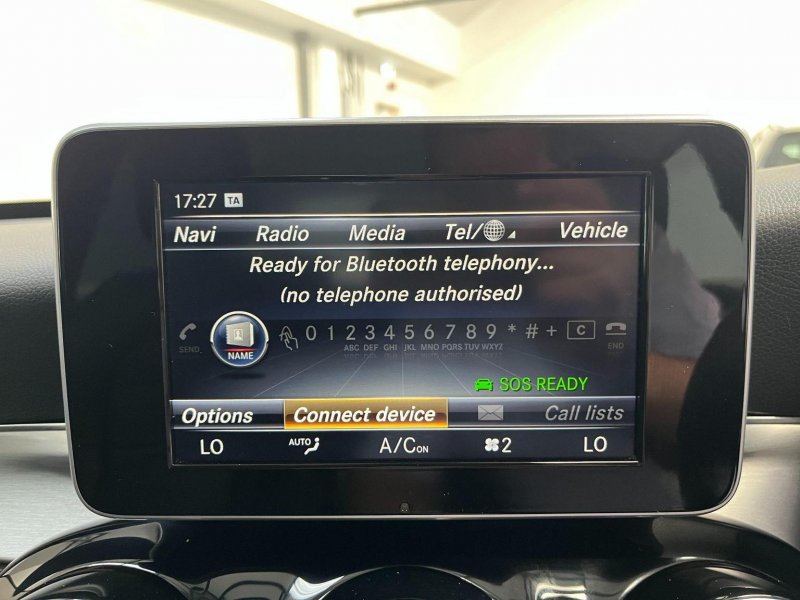 17:27 TA
Navi Radio Media Tel/ Vehicle
Ready for Bluetooth telephony...
(no telephone authorised)
SEND NAME 0 1 2 3 4 5 6 7 8 9 * # + C END
ABC DEF GHI JKL MNO PQRS TUV WXYZ
SOS READY
Options Connect device Call lists
LO AUTO A/C ON 2 LO